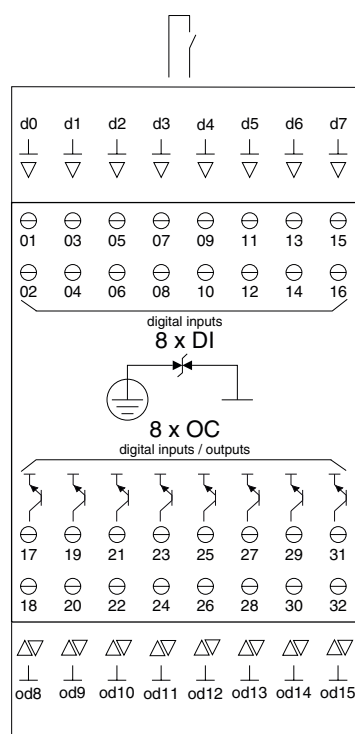 d0 d1 d2 d3 d4 d5 d6 d7
01 03 05 07 09 11 13 15
02 04 06 08 10 12 14 16
digital inputs
8 x DI
8 x OC
digital inputs / outputs
17 19 21 23 25 27 29 31
18 20 22 24 26 28 30 32
od8 od9 od10 od11 od12 od13 od14 od15